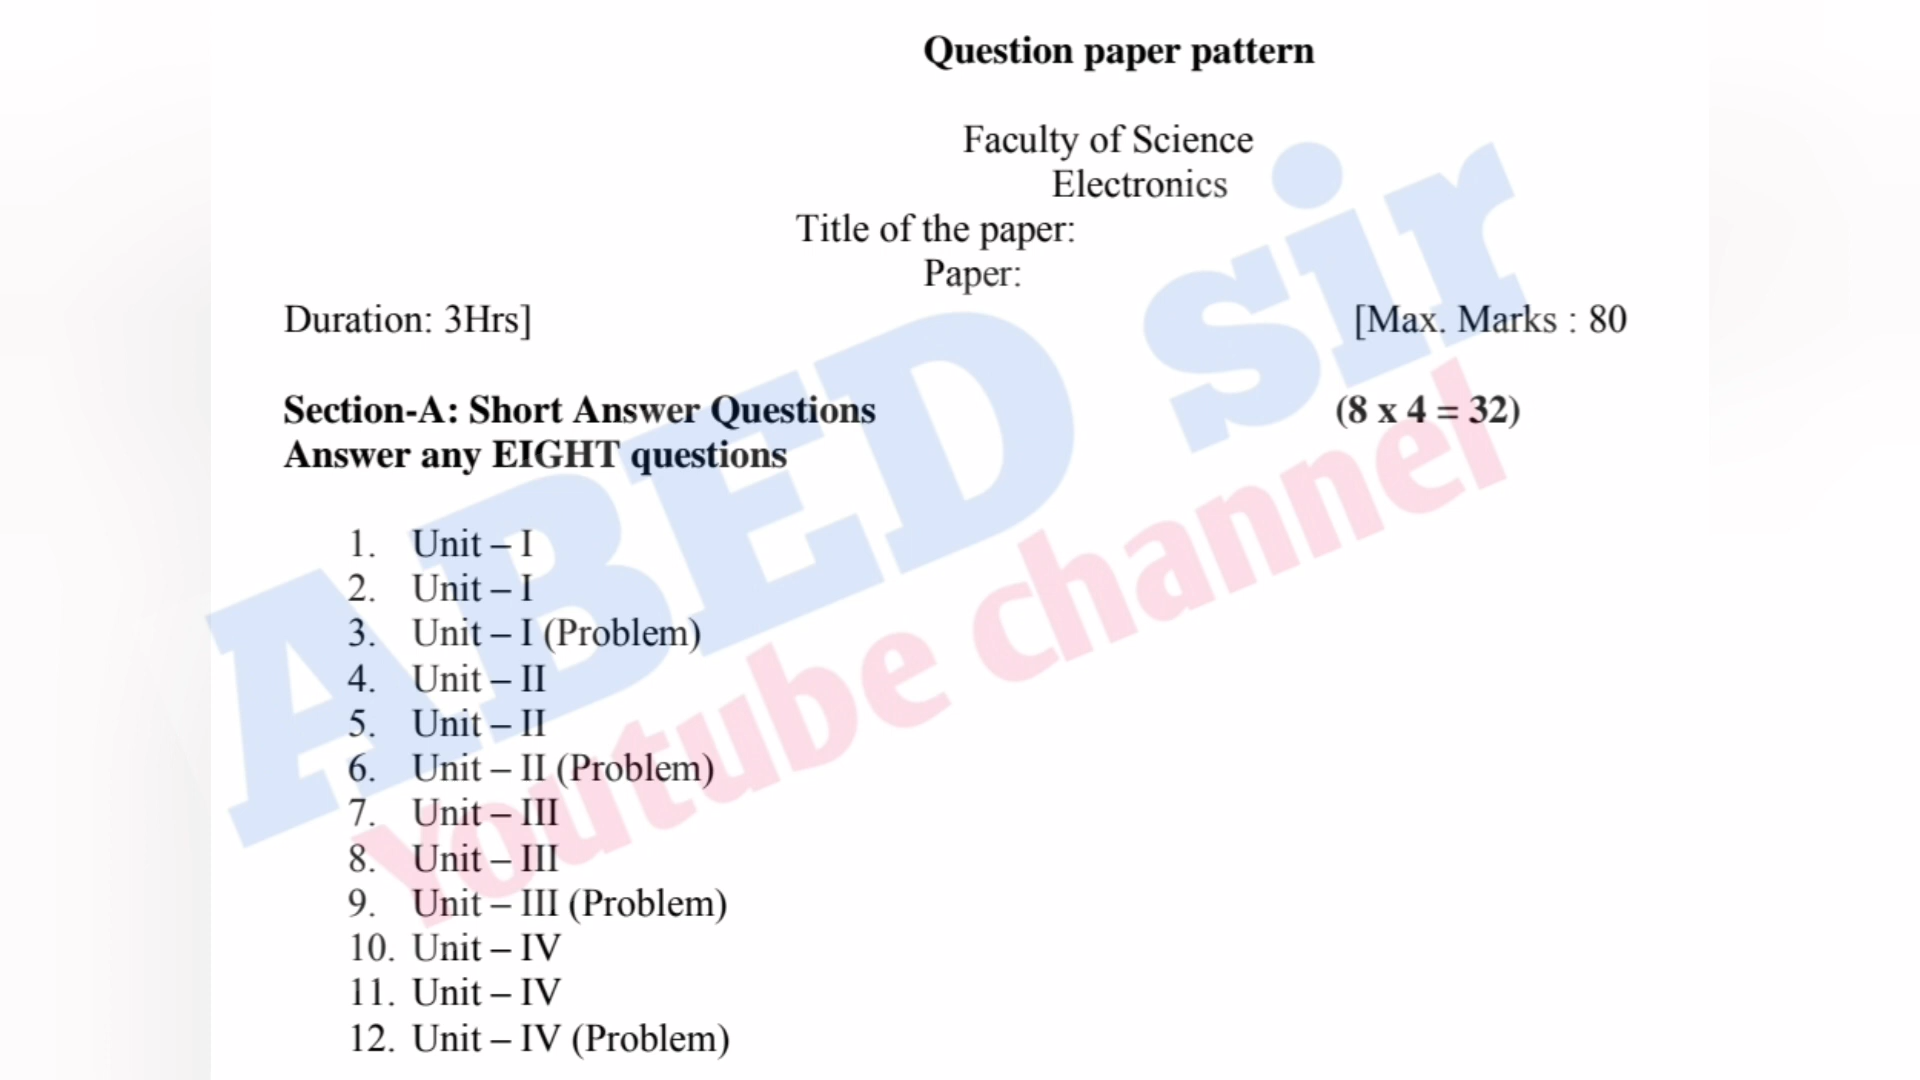 Question paper pattern
Faculty of Science
Electronics
Title of the paper:
Paper:
Duration: 3Hrs] [Max. Marks : 80
Section-A: Short Answer Questions (8 x 4 = 32)
Answer any EIGHT questions
1. Unit – I
2. Unit – I
3. Unit – I (Problem)
4. Unit – II
5. Unit – II
6. Unit – II (Problem)
7. Unit – III
8. Unit – III
9. Unit – III (Problem)
10. Unit – IV
11. Unit – IV
12. Unit – IV (Problem)
ABED sir
Youtube channel